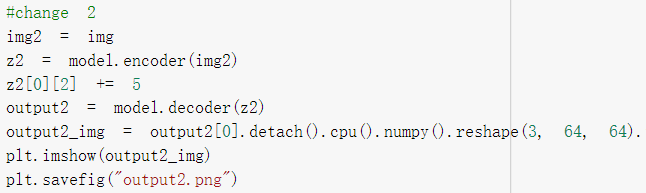 #change 2
img2 = img
z2 = model.encoder(img2)
z2[0][2] += 5
output2 = model.decoder(z2)
output2_img = output2[0].detach().cpu().numpy().reshape(3, 64, 64).
plt.imshow(output2_img)
plt.savefig("output2.png")